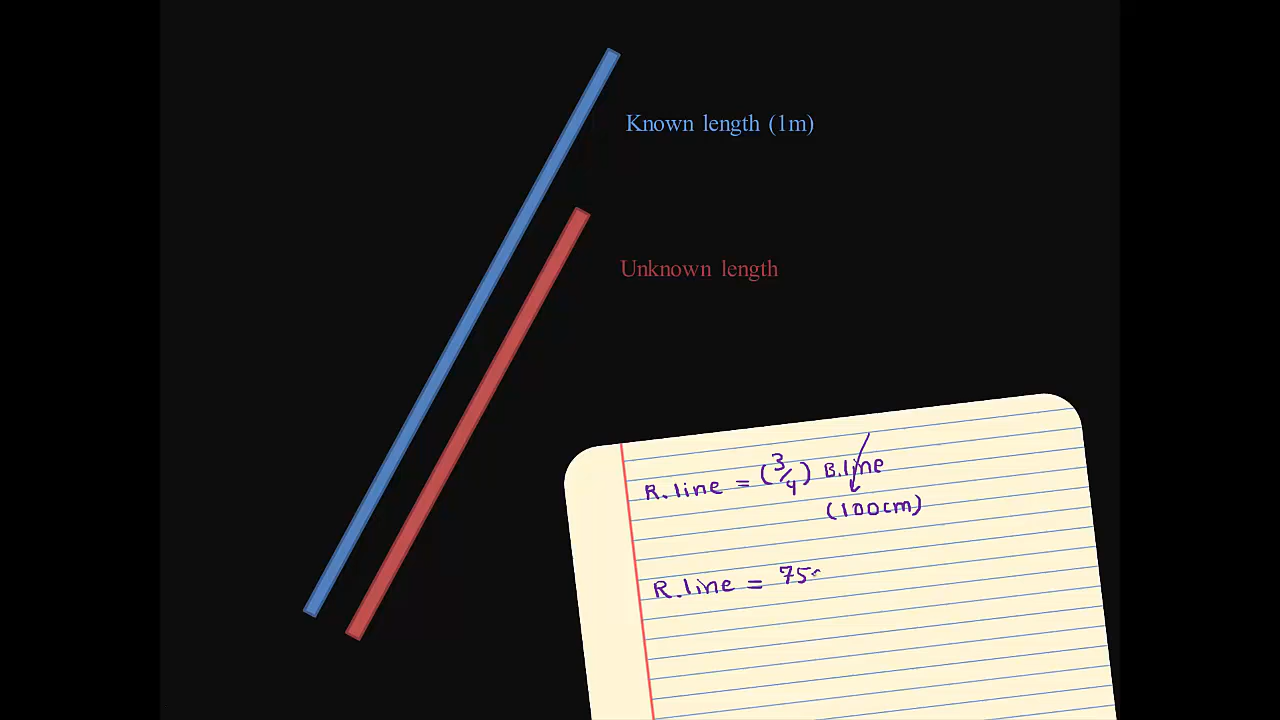 Known length (1m)
Unknown length
R.line = (3/4) B.line
(100cm)
R.line = 75